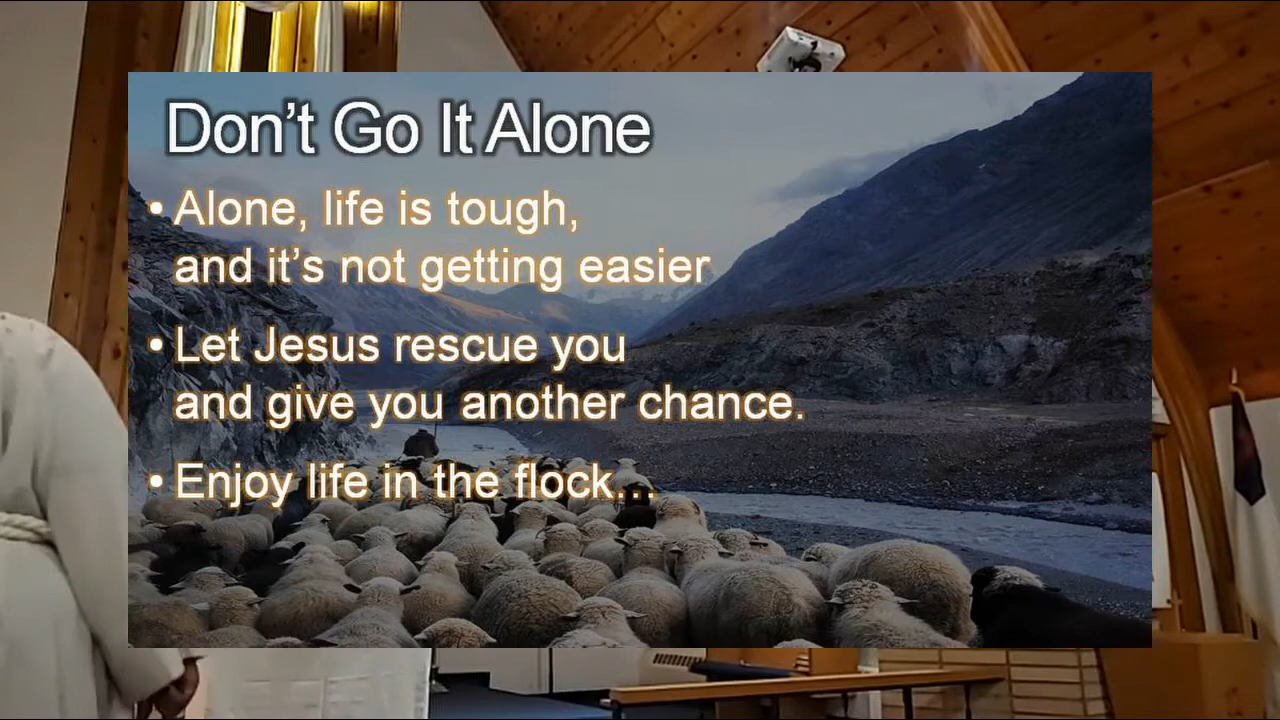 Don't Go It Alone
• Alone, life is tough,
and it's not getting easier
• Let Jesus rescue you
and give you another chance.
• Enjoy life in the flock…